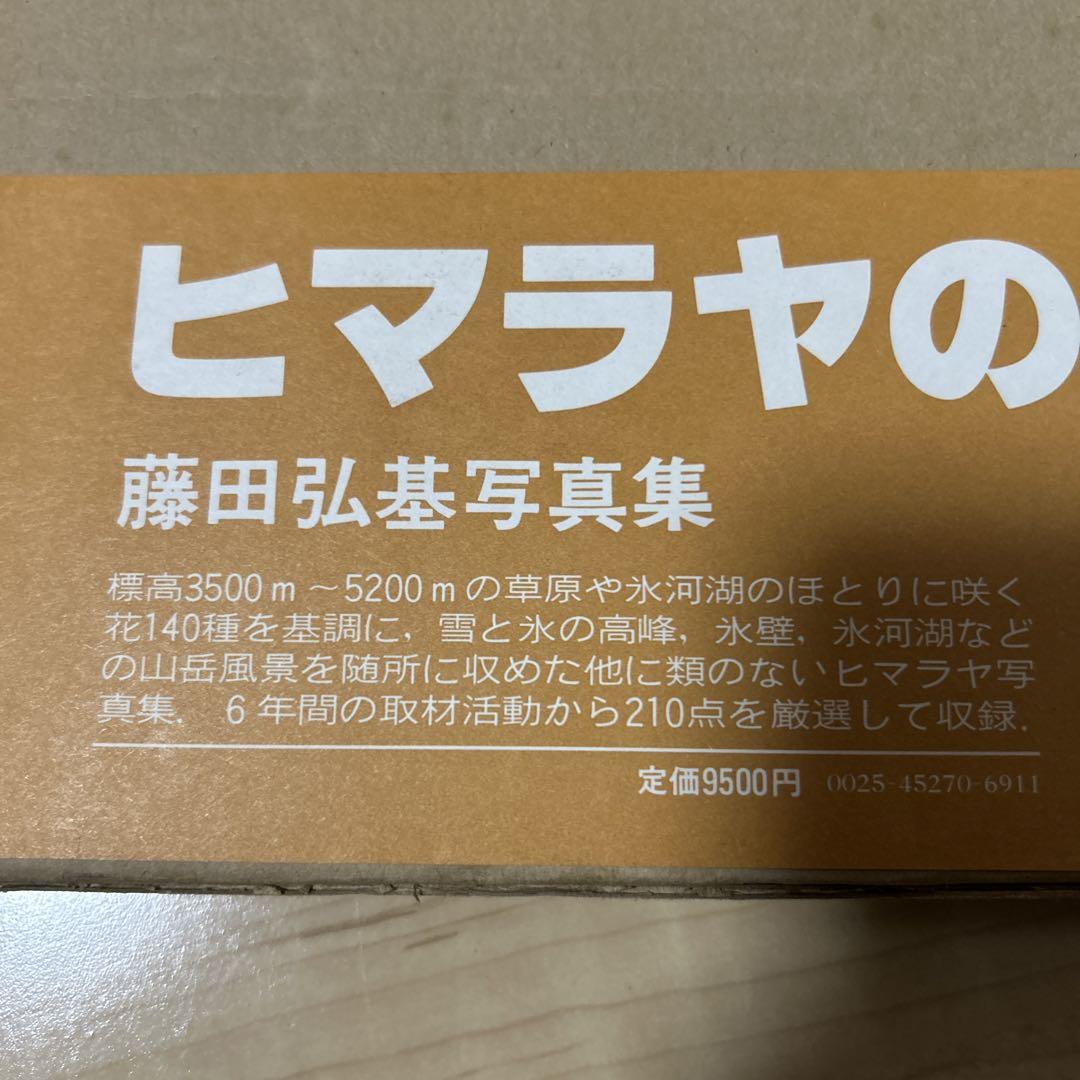 ヒマラヤの
藤田弘基写真集
標高3500m〜5200mの草原や氷河湖のほとりに咲く
花140種を基調に，雪と氷の高峰，氷壁，氷河湖など
の山岳風景を随所に収めた他に類のないヒマラヤ写
真集．6年間の取材活動から210点を厳選して収録．
定価9500円 0025-45270-6911